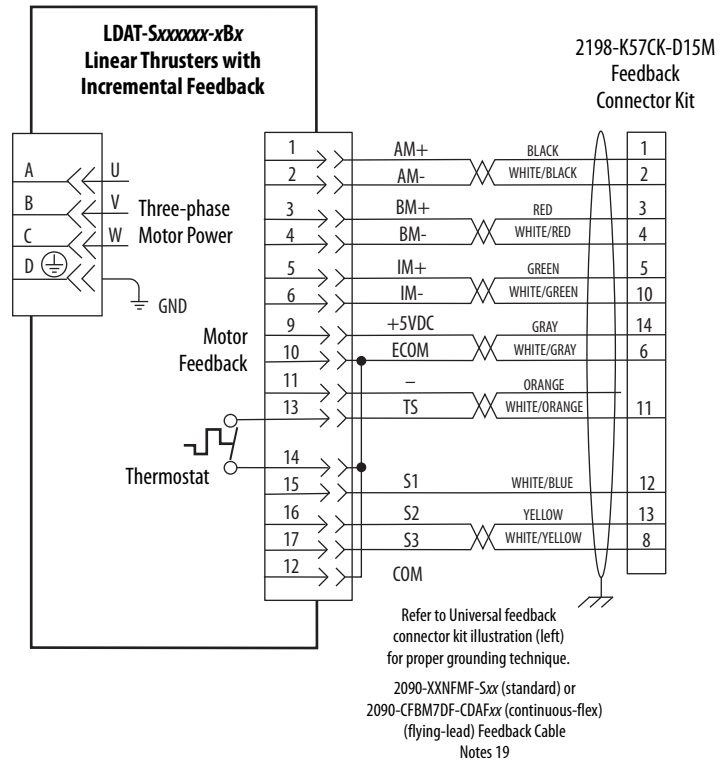 LDAT-Sxxxxxx-xBx
Linear Thrusters with
Incremental Feedback
2198-K57CK-D15M
Feedback
Connector Kit
A
U
B
V
C
W
D
Three-phase
Motor Power
GND
Motor
Feedback
Thermostat
1 AM+ BLACK 1
2 AM- WHITE/BLACK 2
3 BM+ RED 3
4 BM- WHITE/RED 4
5 IM+ GREEN 5
6 IM- WHITE/GREEN 10
9 +5VDC GRAY 14
10 ECOM WHITE/GRAY 6
11 – ORANGE
13 TS WHITE/ORANGE 11
14
15 S1 WHITE/BLUE 12
16 S2 YELLOW 13
17 S3 WHITE/YELLOW 8
12 COM
Refer to Universal feedback
connector kit illustration (left)
for proper grounding technique.
2090-XXNFMF-Sxx (standard) or
2090-CFBM7DF-CDAFxx (continuous-flex)
(flying-lead) Feedback Cable
Notes 19